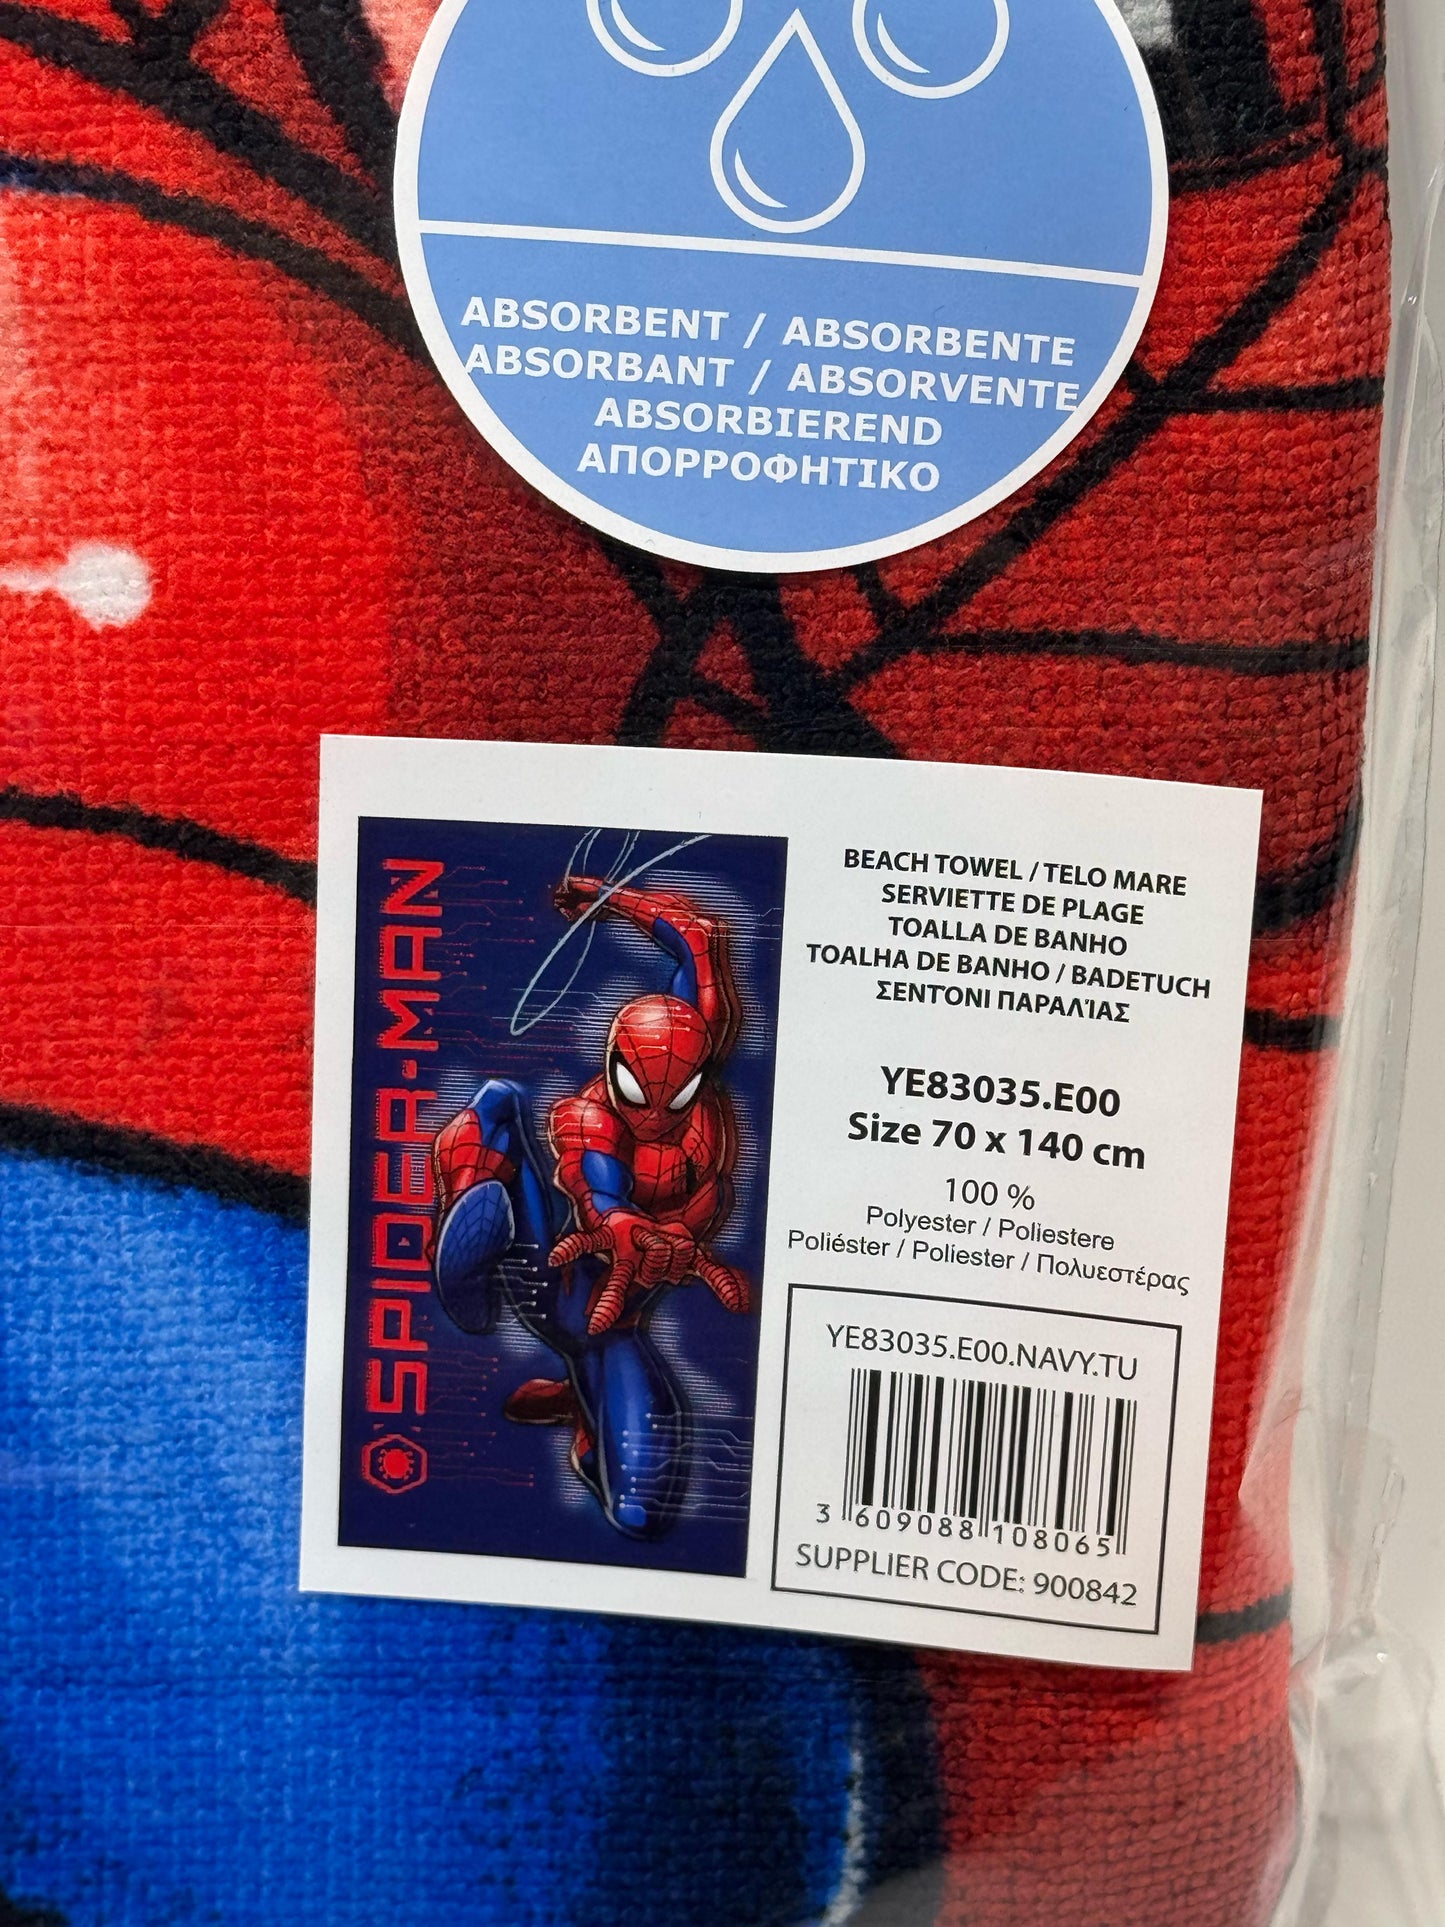 ABSORBENT / ABSORBENTE
ABSORBANT / ABSORVENTE
ABSORBIEREND
ΑΠΟΡΡΟΦΗΤΙΚΟ
SPIDER-MAN
BEACH TOWEL / TELO MARE
SERVIETTE DE PLAGE
TOALLA DE BANHO
TOALHA DE BANHO / BADETUCH
ΣΕΝΤΟΝΙ ΠΑΡΑΛΊΑΣ
YE83035.E00
Size 70 x 140 cm
100 %
Polyester / Poliestere
Poliéster / Poliester / Πολυεστέρας
YE83035.E00.NAVY.TU
3 609088 108065
SUPPLIER CODE: 900842